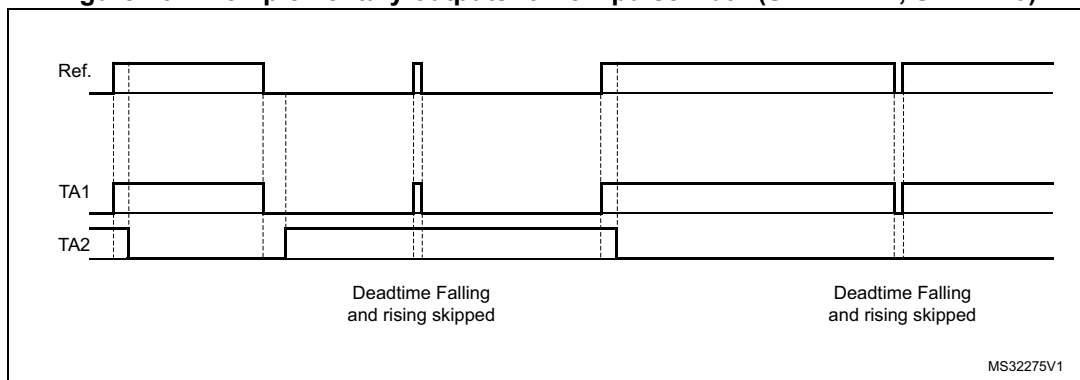 Ref.
TA1
TA2
Deadtime Falling
and rising skipped
Deadtime Falling
and rising skipped
MS32275V1